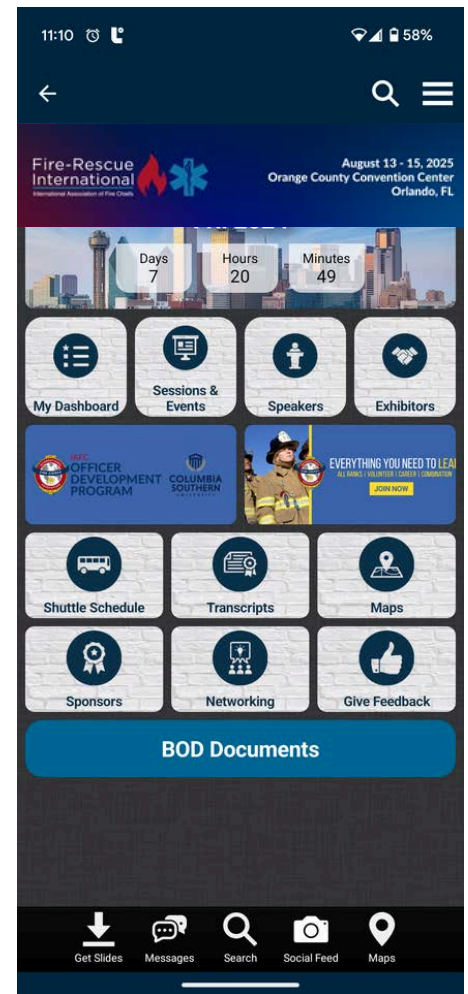 11:10
58%
Fire-Rescue
International
International Association of Fire Chiefs
August 13 - 15, 2025
Orange County Convention Center
Orlando, FL
Days
7
Hours
20
Minutes
49
My Dashboard
Sessions &
Events
Speakers
Exhibitors
IAFC
OFFICER
DEVELOPMENT
PROGRAM
COLUMBIA
SOUTHERN
UNIVERSITY
EVERYTHING YOU NEED TO LEA
ALL RANKS | VOLUNTEER | CAREER | COMBINATION
JOIN NOW
Shuttle Schedule
Transcripts
Maps
Sponsors
Networking
Give Feedback
BOD Documents
Get Slides
Messages
Search
Social Feed
Maps